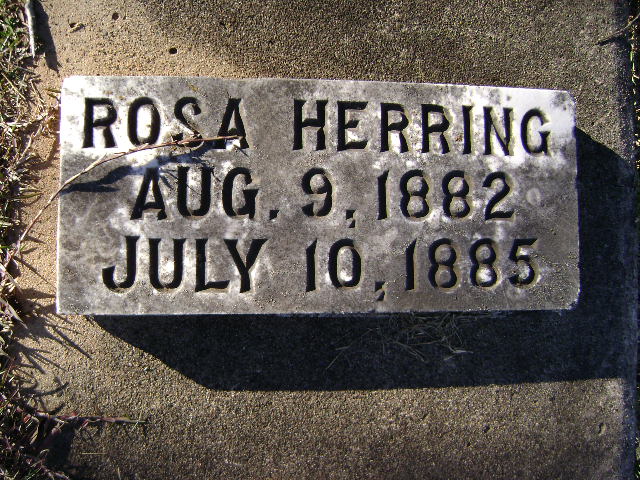 ROSA HERRING
AUG. 9, 1882
JULY 10, 1885